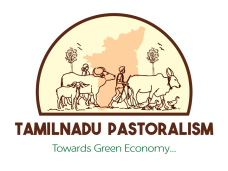 TAMILNADU PASTORALISM
Towards Green Economy...